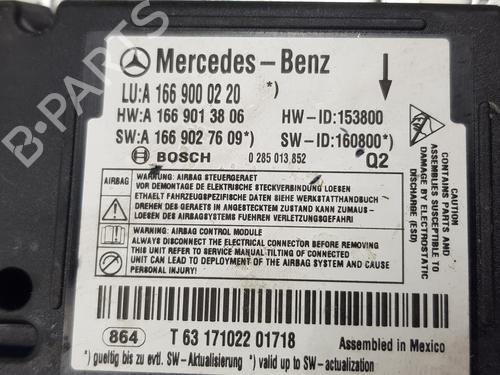 Mercedes-Benz
LU:A 166 900 02 20 *)
HW:A 166 901 38 06 HW-ID:153800
SW:A 166 902 76 09*) SW-ID:160800*)
BOSCH 0 285 013 852 Q2
CAUTION
CONTAINS PARTS AND
ASSEMBLIES SUSCEPTIBLE TO
DAMAGE BY ELECTROSTATIC
DISCHARGE (ESD)
AIRBAG WARNUNG: AIRBAG STEUERGERAET
VOR DEMONTAGE DE ELEKTRISCHE STECKVERBINDUNG LOESEN
ENTHAELT FAHRZEUGSPEZIFISCHE DATEN SIEHE WERKSTATTHANDBUCH
DREHEN DES GERAETS IN ANGESTECKTEM ZUSTAND KANN ZUMAUS-
LOESEN DES AIRBAGSYSTEMS FUEHREN VERLETZUNGSGEFAHR!
WARNING: AIRBAG CONTROL MODULE
ALWAYS DISCONNECT THE ELECTRICAL CONNECTOR BEFORE REMOVING
THE UNIT REFER TO SERVICE MANUAL TILTING OF CONNECTED
UNIT CAN LEAD TO DEPLOYMENT OF THE AIRBAG SYSTEM AND CAN
CAUSE PERSONAL INJURY!
864 T 63 171022 01718 Assembled in Mexico
*) gueltig bis zu evtl. SW-Aktualisierung / *) valid up to SW-actualization